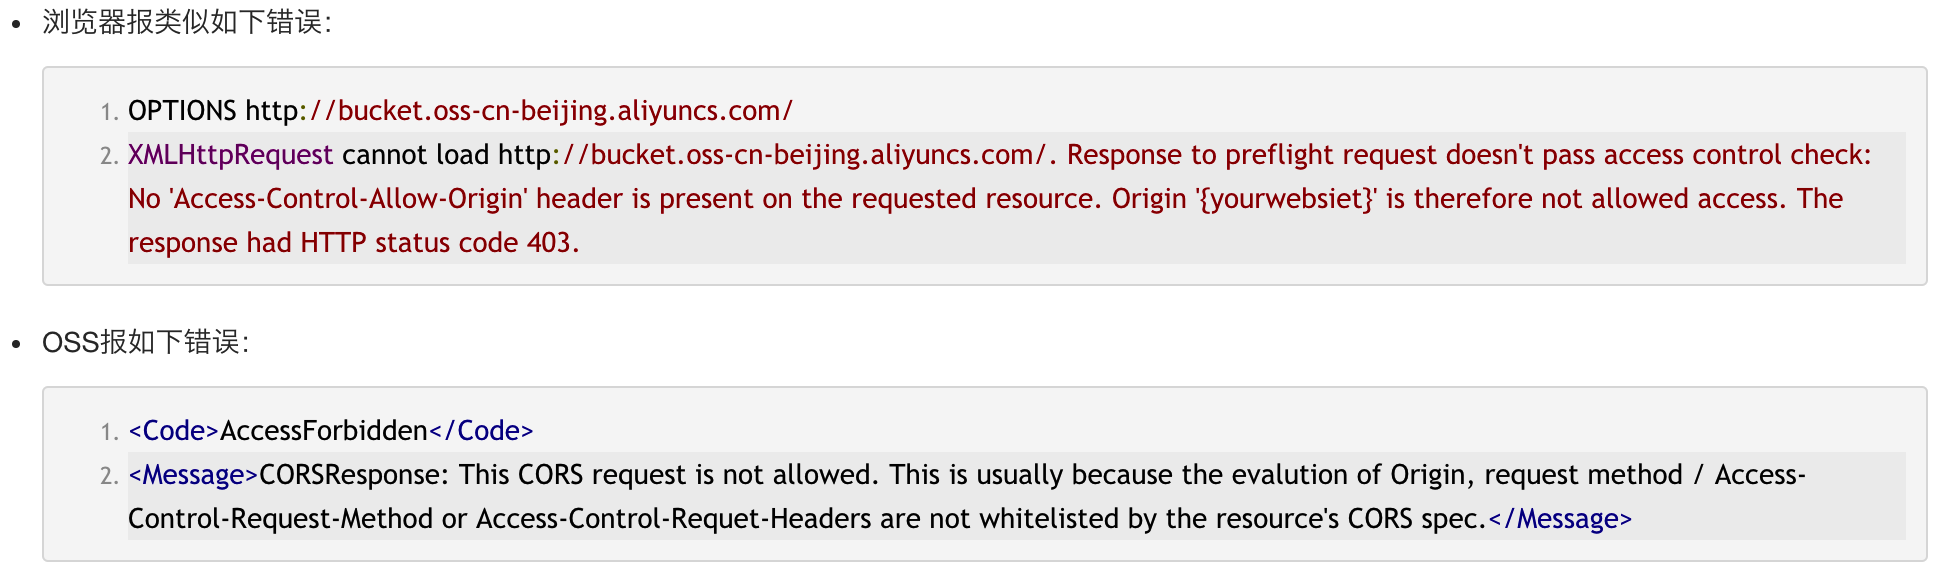 • 浏览器报类似如下错误：
1. OPTIONS http://bucket.oss-cn-beijing.aliyuncs.com/
2. XMLHttpRequest cannot load http://bucket.oss-cn-beijing.aliyuncs.com/. Response to preflight request doesn't pass access control check:
No 'Access-Control-Allow-Origin' header is present on the requested resource. Origin '{yourwebsiet}' is therefore not allowed access. The
response had HTTP status code 403.
• OSS报如下错误：
1. <Code>AccessForbidden</Code>
2. <Message>CORSResponse: This CORS request is not allowed. This is usually because the evalution of Origin, request method / Access-
Control-Request-Method or Access-Control-Requet-Headers are not whitelisted by the resource's CORS spec.</Message>